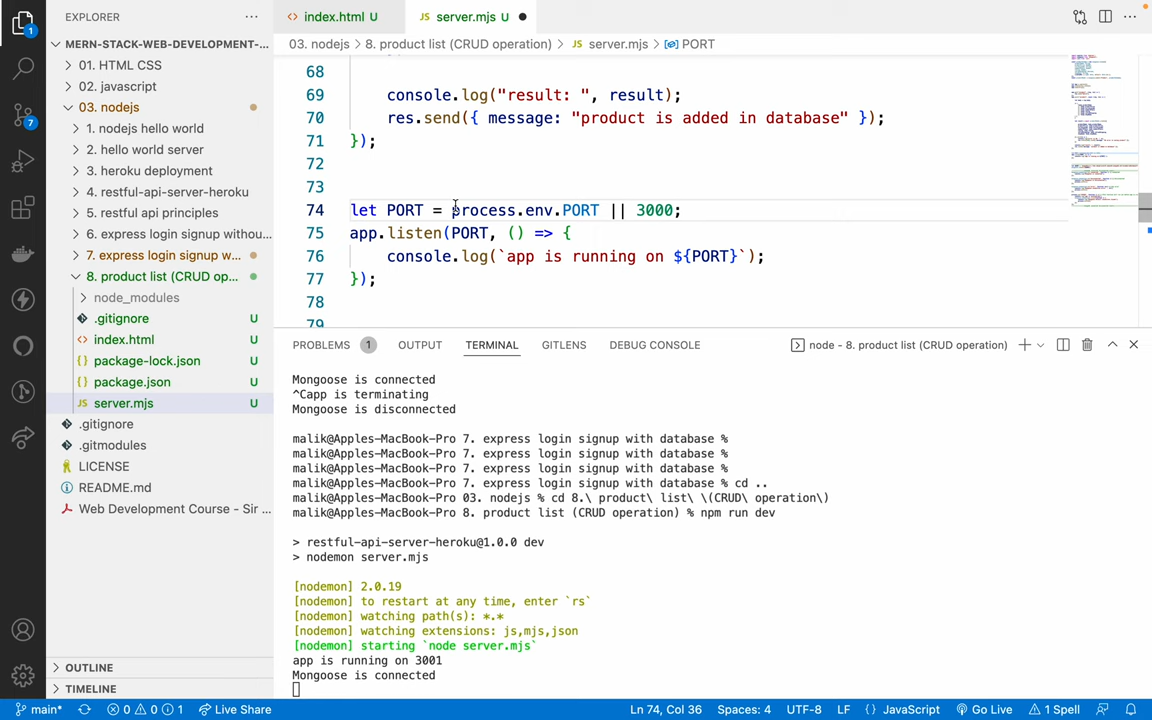 EXPLORER
index.html U
server.mjs U
MERN-STACK-WEB-DEVELOPMENT-...
03. nodejs > 8. product list (CRUD operation) > JS server.mjs > PORT
01. HTML CSS
02. javascript
03. nodejs
1. nodejs hello world
2. hello world server
3. heroku deployment
4. restful-api-server-heroku
5. restful api principles
6. express login signup withou...
7. express login signup w...
8. product list (CRUD op...
node_modules
.gitignore U
index.html U
package-lock.json U
package.json U
JS server.mjs U
.gitignore
.gitmodules
LICENSE
README.md
Web Development Course - Sir ...
OUTLINE
TIMELINE
68
69 console.log("result: ", result);
70 res.send({ message: "product is added in database" });
71 });
72
73
74 let PORT = process.env.PORT || 3000;
75 app.listen(PORT, () => {
76 console.log(`app is running on ${PORT}`);
77 });
78
79
PROBLEMS 1 OUTPUT TERMINAL GITLENS DEBUG CONSOLE
node - 8. product list (CRUD operation)
Mongoose is connected
^Capp is terminating
Mongoose is disconnected
malik@Apples-MacBook-Pro 7. express login signup with database %
malik@Apples-MacBook-Pro 7. express login signup with database %
malik@Apples-MacBook-Pro 7. express login signup with database %
malik@Apples-MacBook-Pro 7. express login signup with database % cd ..
malik@Apples-MacBook-Pro 03. nodejs % cd 8.\ product\ list\ \(CRUD\ operation\)
malik@Apples-MacBook-Pro 8. product list (CRUD operation) % npm run dev
> restful-api-server-heroku@1.0.0 dev
> nodemon server.mjs
[nodemon] 2.0.19
[nodemon] to restart at any time, enter `rs`
[nodemon] watching path(s): *.*
[nodemon] watching extensions: js,mjs,json
[nodemon] starting `node server.mjs`
app is running on 3001
Mongoose is connected
1
7
main* 0 0 1 Live Share Ln 74, Col 36 Spaces: 4 UTF-8 LF {} JavaScript Go Live 1 Spell